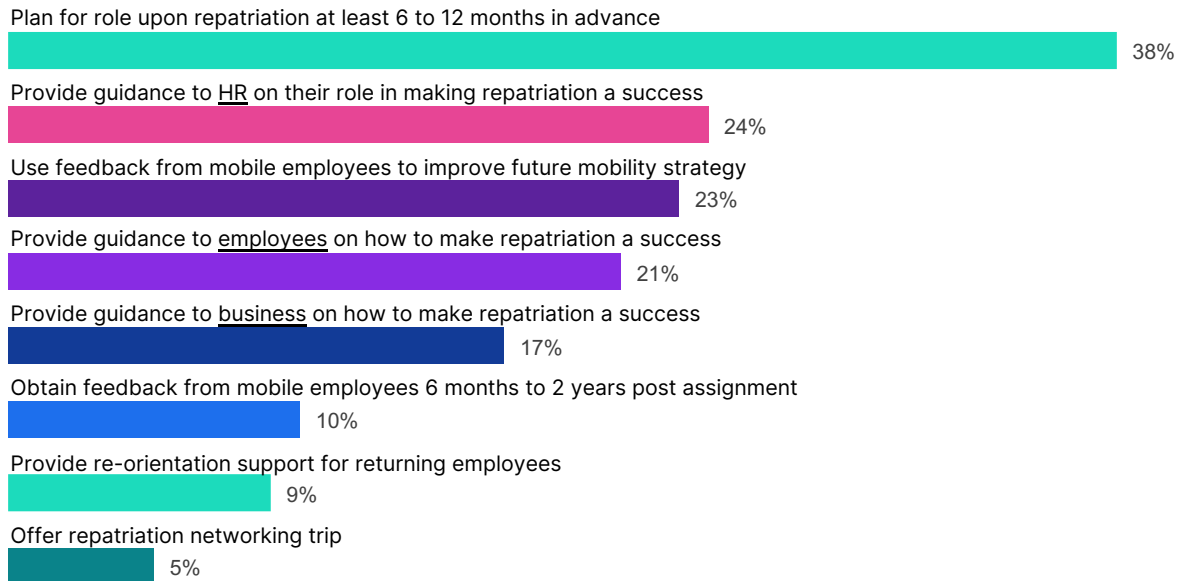 Plan for role upon repatriation at least 6 to 12 months in advance
38%
Provide guidance to HR on their role in making repatriation a success
24%
Use feedback from mobile employees to improve future mobility strategy
23%
Provide guidance to employees on how to make repatriation a success
21%
Provide guidance to business on how to make repatriation a success
17%
Obtain feedback from mobile employees 6 months to 2 years post assignment
10%
Provide re-orientation support for returning employees
9%
Offer repatriation networking trip
5%